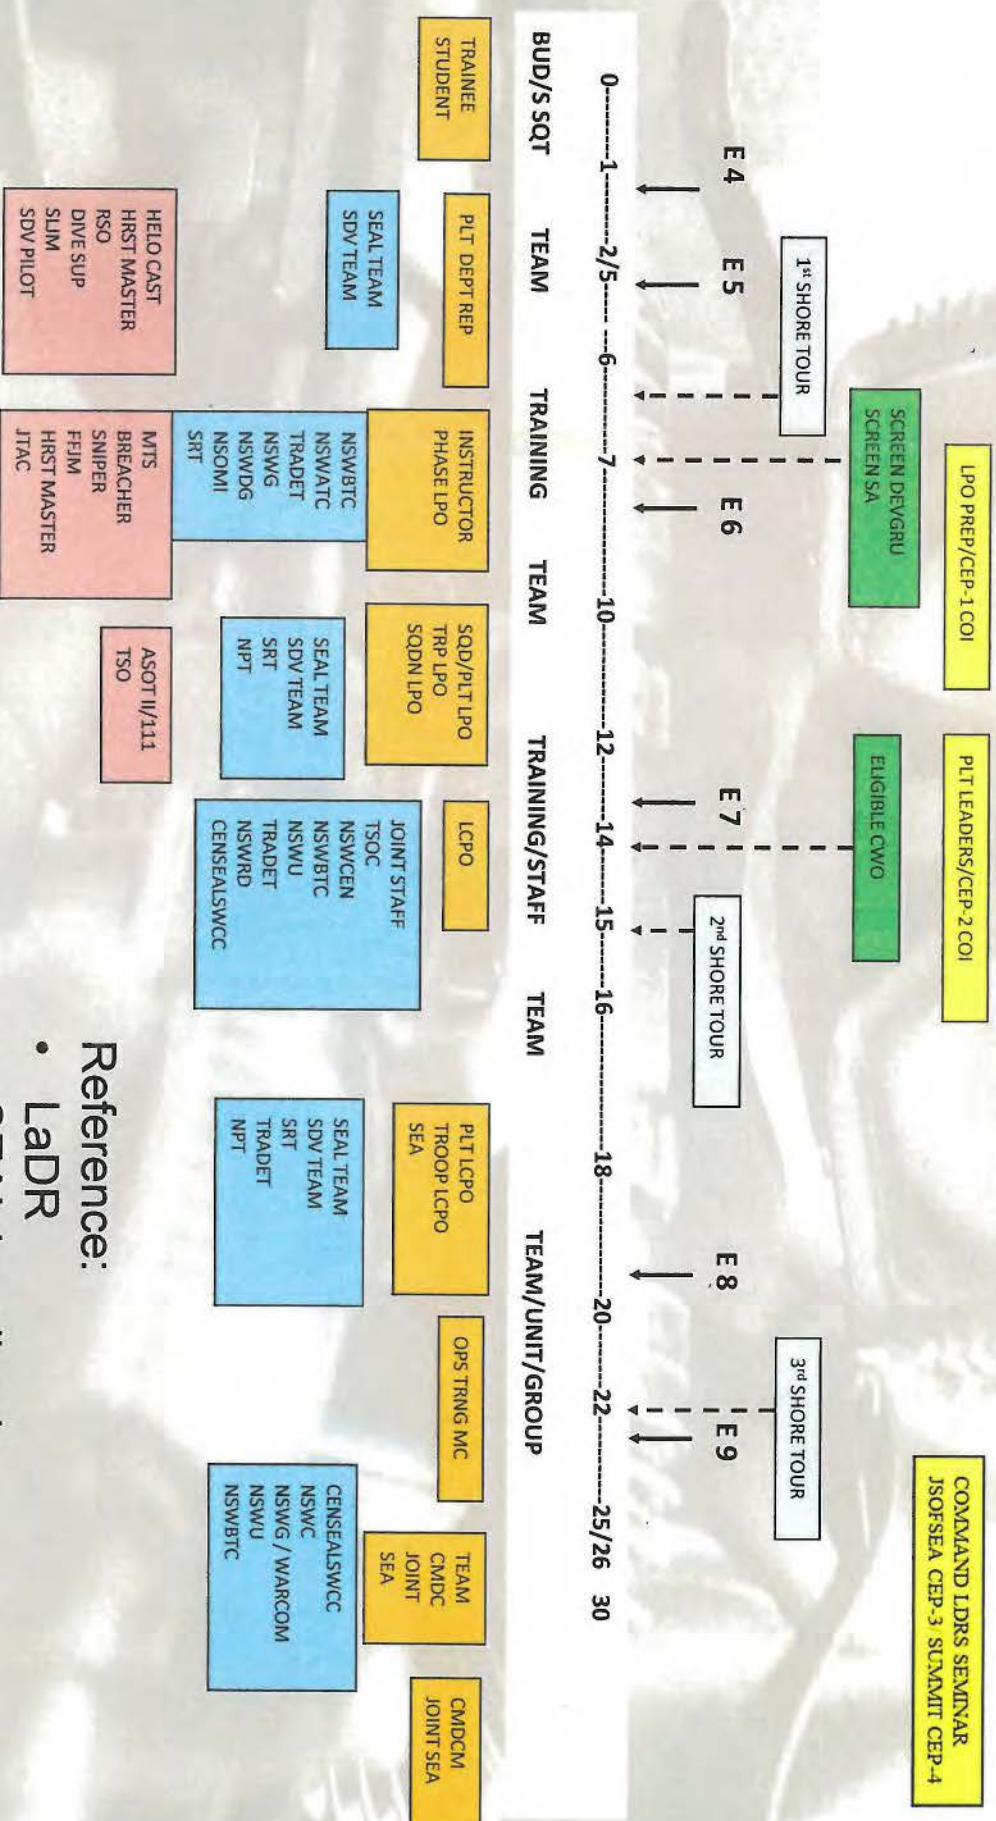 COMMAND LDRS SEMINAR
JSOFSEA CEP-3/ SUMMIT CEP-4
LPO PREP/CEP-1 COI
PLT LEADERS/CEP-2 COI
SCREEN DEVGRU
SCREEN SA
ELIGIBLE CWO
1st SHORE TOUR
2nd SHORE TOUR
3rd SHORE TOUR
E 4
E 5
E 6
E 7
E 8
E 9
0--------1--------2/5----- ---6---------7------------10----------12--------14-------15------16------------18------------20--------22---------25/26 30
BUD/S SQT TEAM TRAINING TEAM TRAINING/STAFF TEAM TEAM/UNIT/GROUP
TRAINEE
STUDENT
PLT DEPT REP
INSTRUCTOR
PHASE LPO
SQD/PLT LPO
TRP LPO
SQDN LPO
LCPO
PLT LCPO
TROOP LCPO
SEA
OPS TRNG MC
TEAM
CMDC
JOINT
SEA
CMDCM
JOINT SEA
SEAL TEAM
SDV TEAM
NSWBTC
NSWATC
TRADET
NSWG
NSWDG
NSOMI
SRT
SEAL TEAM
SDV TEAM
SRT
NPT
JOINT STAFF
TSOC
NSWCEN
NSWBTC
NSWU
TRADET
NSWRD
CENSEALSWCC
SEAL TEAM
SDV TEAM
SRT
TRADET
NPT
CENSEALSWCC
NSWC
NSWG / WARCOM
NSWU
NSWBTC
HELO CAST
HRST MASTER
RSO
DIVE SUP
SLJM
SDV PILOT
MTS
BREACHER
SNIPER
FFJM
HRST MASTER
JTAC
ASOT II/111
TSO
Reference:
• LaDR